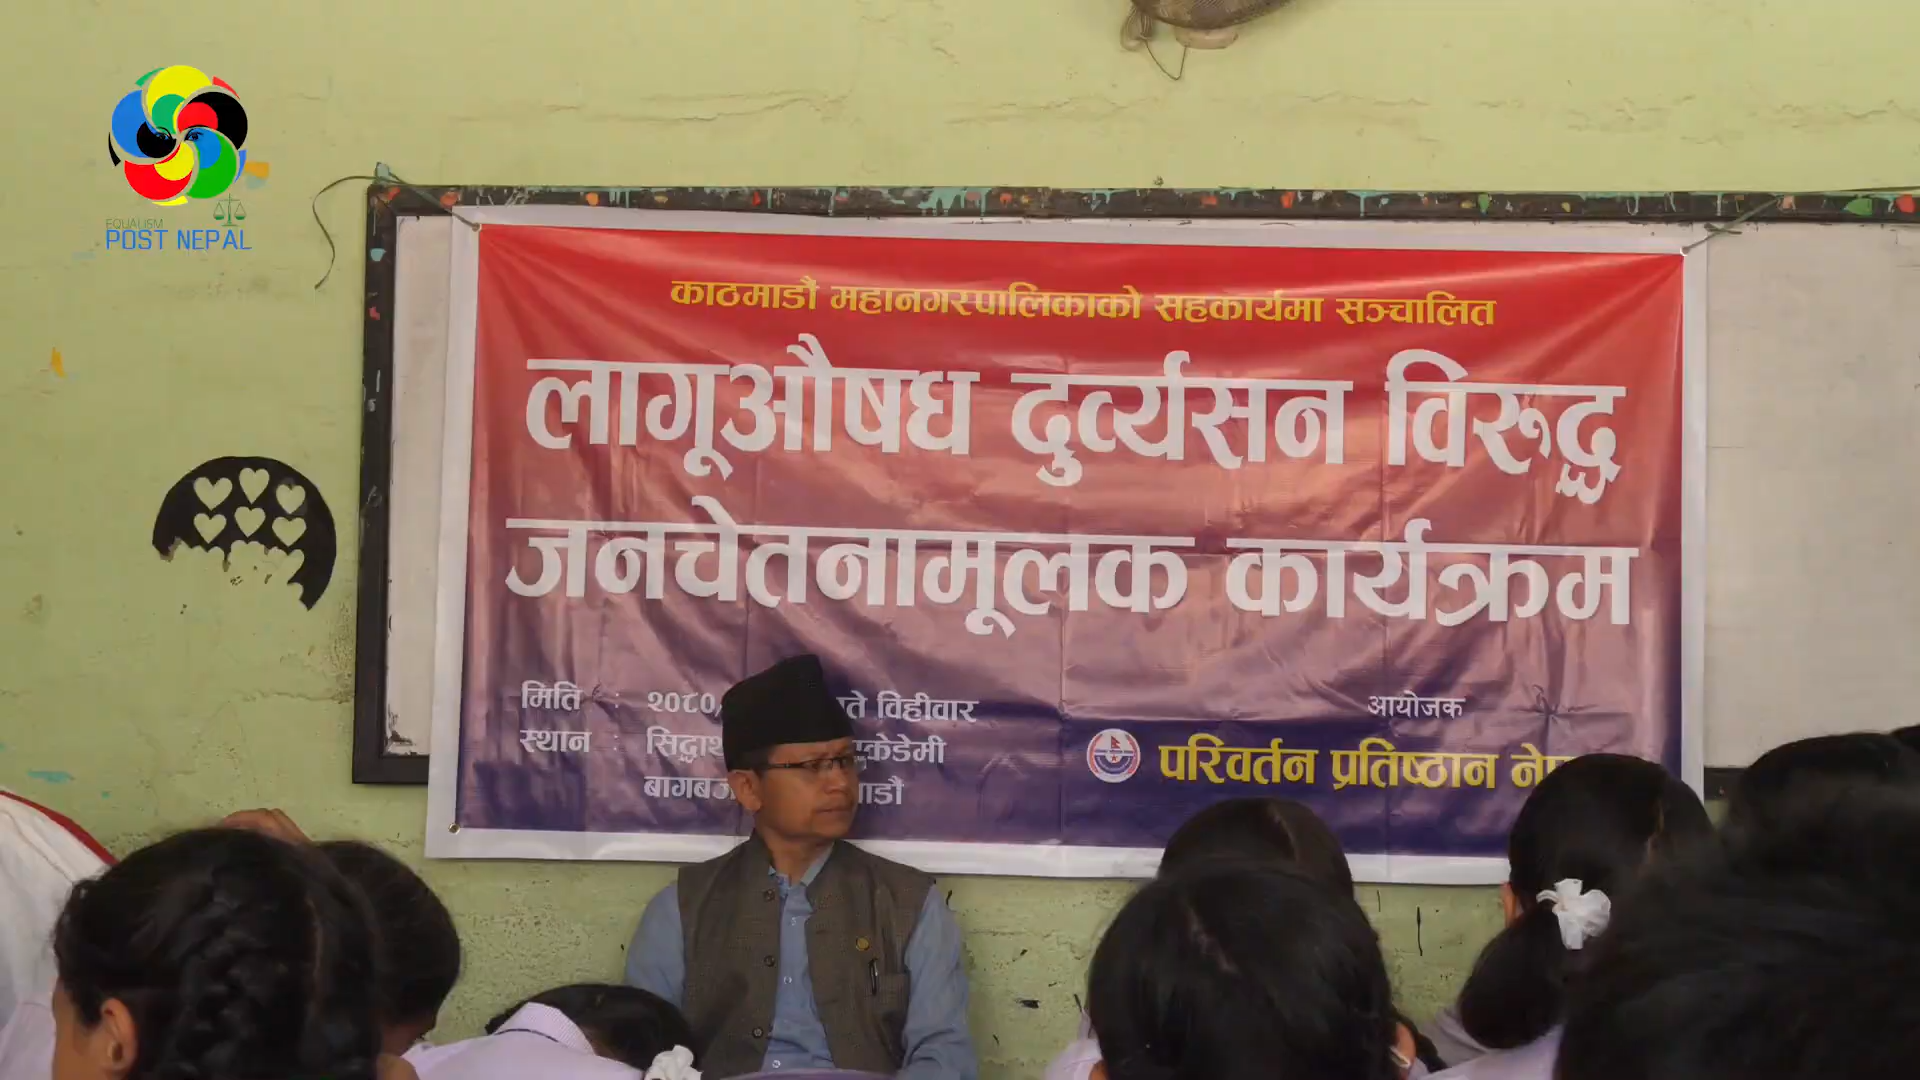 EQUALISM
POST NEPAL
काठमाडौं महानगरपालिकाको सहकार्यमा सञ्चालित
लागूऔषध दुर्व्यसन विरूद्ध
जनचेतनामूलक कार्यक्रम
मिति : २०८०/ विहीवार
स्थान :
आयोजक
परिवर्तन प्रतिष्ठान